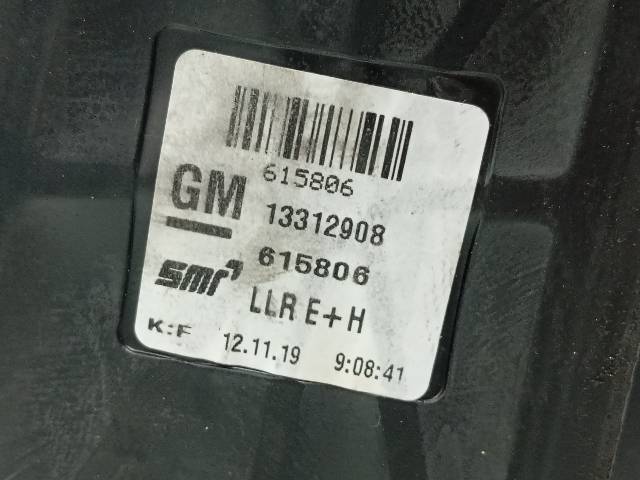 615806
GM
13312908
615806
smr
LLR E+H
K:F 12.11.19 9:08:41